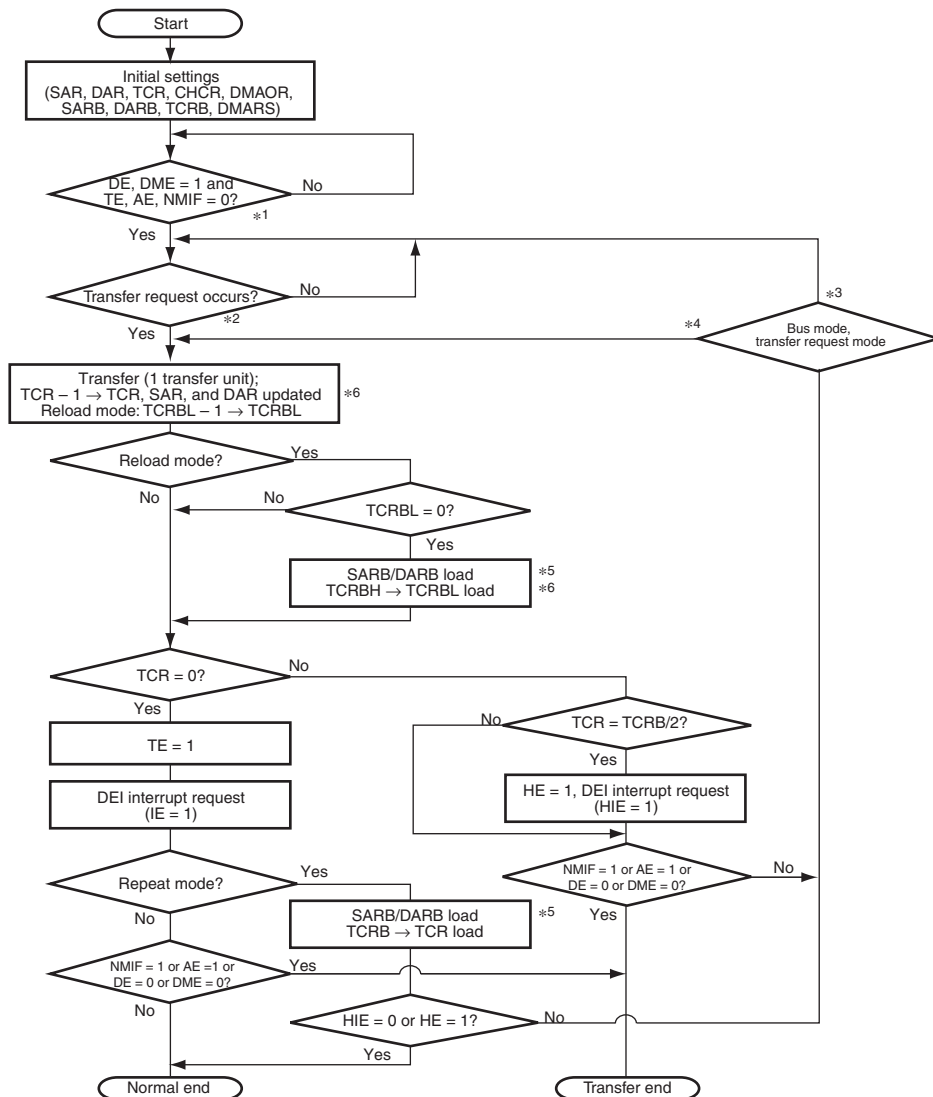 Start
Initial settings
(SAR, DAR, TCR, CHCR, DMAOR,
SARB, DARB, TCRB, DMARS)
DE, DME = 1 and
TE, AE, NMIF = 0?
No
*1
Yes
Transfer request occurs?
No
*2
Yes
*3
*4
Bus mode,
transfer request mode
Transfer (1 transfer unit);
TCR – 1 → TCR, SAR, and DAR updated
Reload mode: TCRBL – 1 → TCRBL
*6
Reload mode?
Yes
No
No
TCRBL = 0?
Yes
SARB/DARB load
TCRBH → TCRBL load
*5
*6
TCR = 0?
No
Yes
No
TCR = TCRB/2?
Yes
TE = 1
DEI interrupt request
(IE = 1)
HE = 1, DEI interrupt request
(HIE = 1)
Repeat mode?
Yes
No
NMIF = 1 or AE = 1 or
DE = 0 or DME = 0?
No
Yes
SARB/DARB load
TCRB → TCR load
*5
NMIF = 1 or AE =1 or
DE = 0 or DME = 0?
Yes
No
HIE = 0 or HE = 1?
No
Yes
Normal end
Transfer end